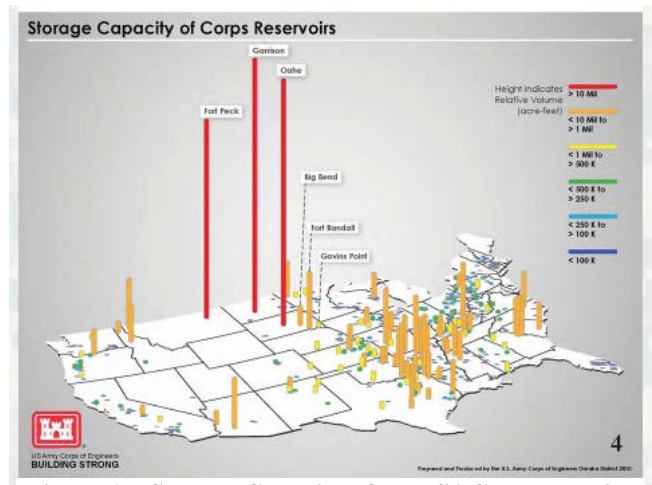 Storage Capacity of Corps Reservoirs
Garrison
Oahe
Fort Peck
Height Indicates
Relative Volume
(acre-feet)
> 10 Mil
< 10 Mil to
> 1 Mil
< 1 Mil to
> 500 K
< 500 K to
> 250 K
< 250 K to
> 100 K
< 100 K
Big Bend
Fort Randall
Gavins Point
US Army Corps of Engineers
BUILDING STRONG
4
Prepared and Produced by the U.S. Army Corps of Engineers Omaha District 2010